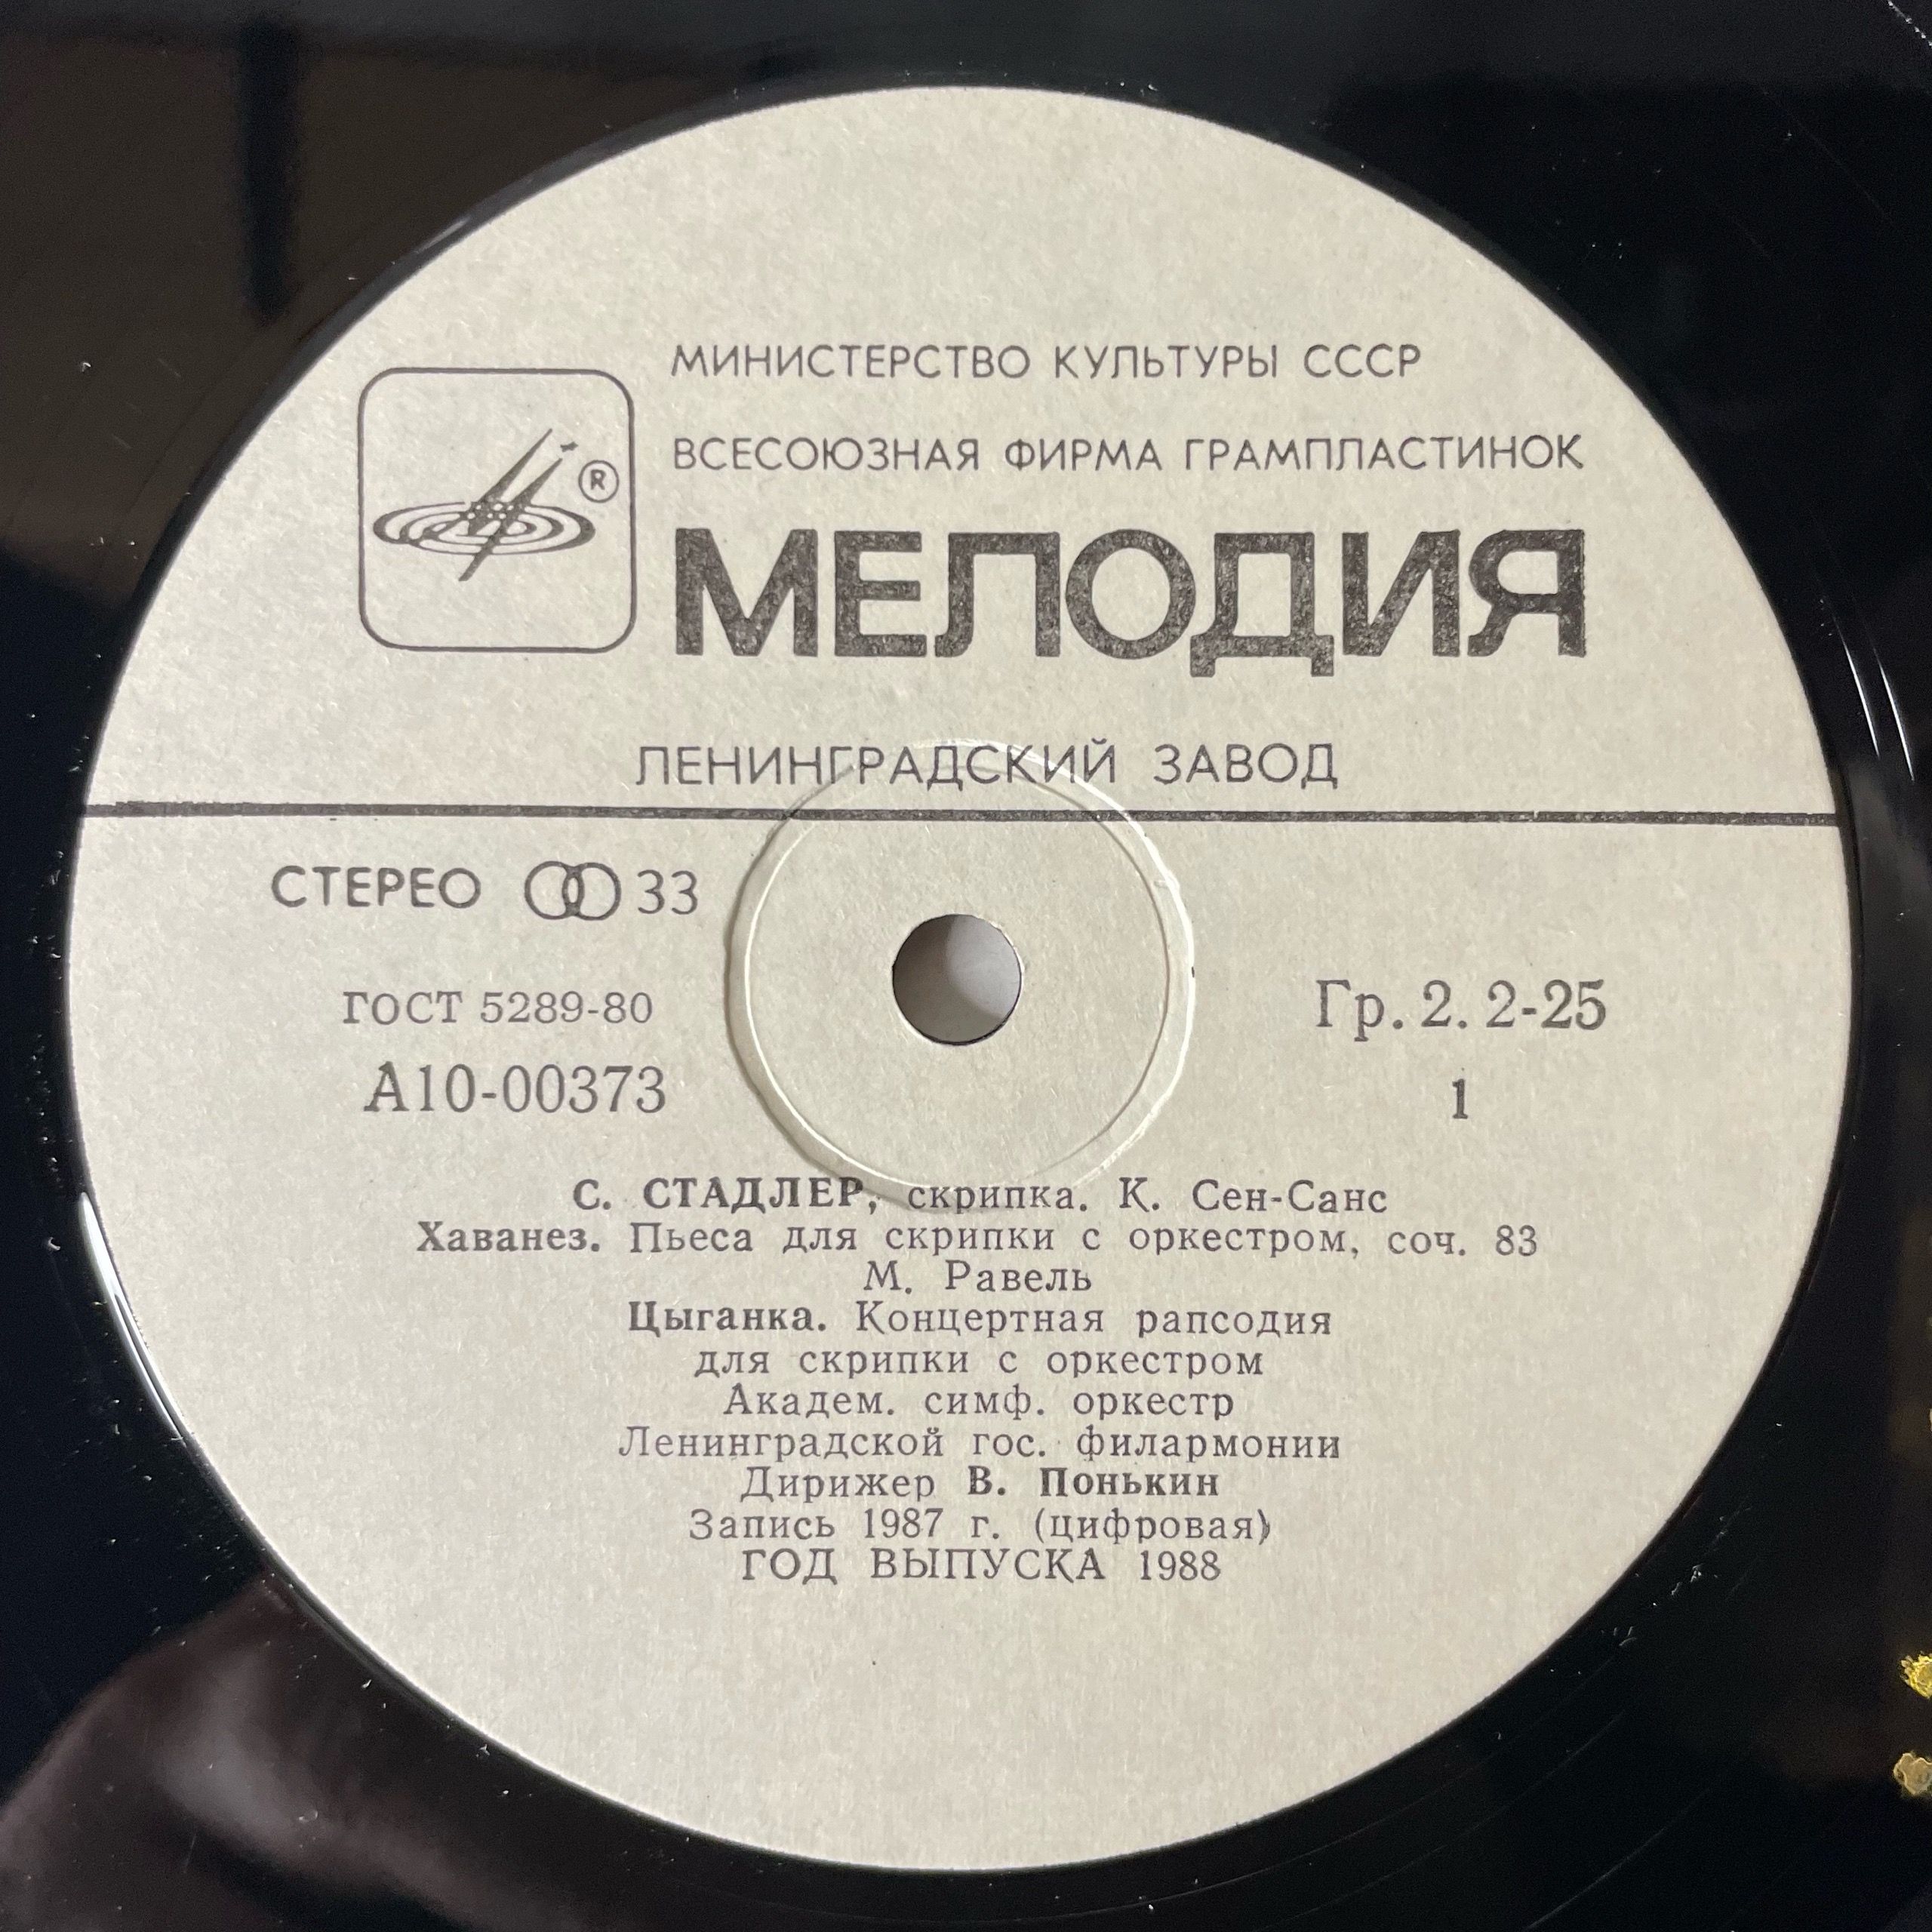 МИНИСТЕРСТВО КУЛЬТУРЫ СССР
ВСЕСОЮЗНАЯ ФИРМА ГРАМПЛАСТИНОК
®
МЕЛОДИЯ
ЛЕНИНГРАДСКИЙ ЗАВОД
СТЕРЕО 33
ГОСТ 5289-80
Гр. 2. 2-25
А10-00373
1
С. СТАДЛЕР, скрипка. К. Сен-Санс
Хаванез. Пьеса для скрипки с оркестром, соч. 83
М. Равель
Цыганка. Концертная рапсодия
для скрипки с оркестром
Академ. симф. оркестр
Ленинградской гос. филармонии
Дирижер В. Понькин
Запись 1987 г. (цифровая)
ГОД ВЫПУСКА 1988